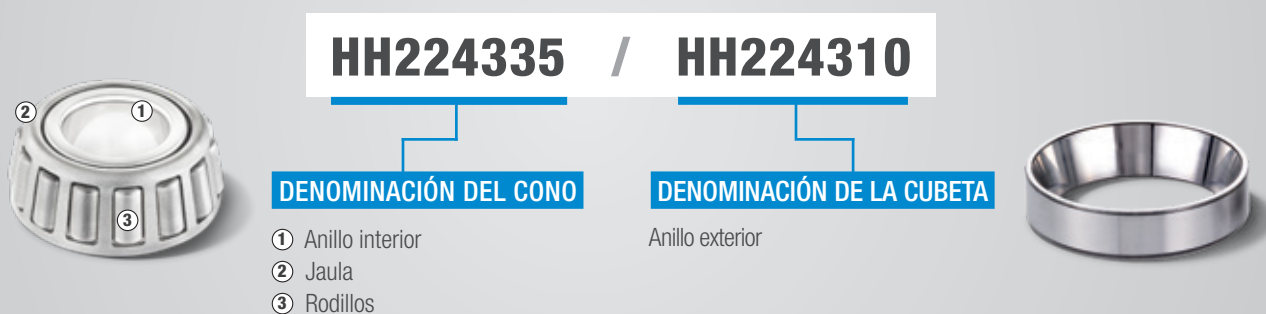 HH224335 / HH224310
② ①
③
DENOMINACIÓN DEL CONO
① Anillo interior
② Jaula
③ Rodillos
DENOMINACIÓN DE LA CUBETA
Anillo exterior